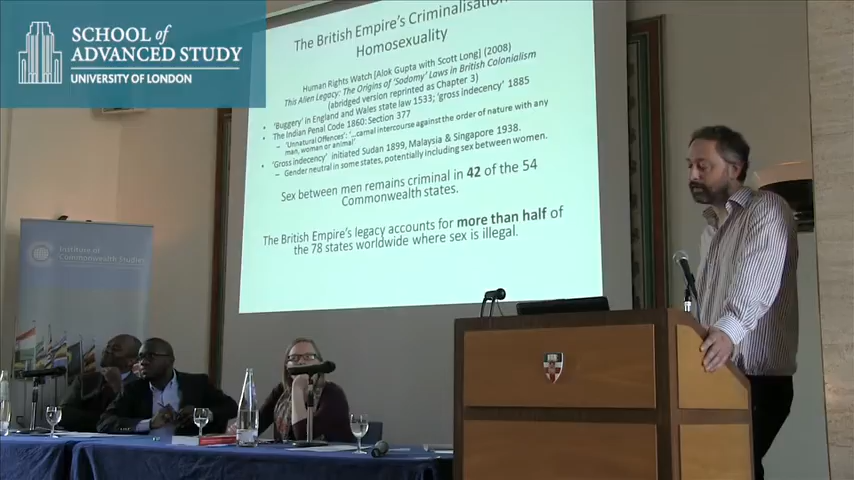 SCHOOL of
ADVANCED STUDY
UNIVERSITY OF LONDON
The British Empire's Criminalisation
Homosexuality
Human Rights Watch [Alok Gupta with Scott Long] (2008)
This Alien Legacy: The Origins of 'Sodomy' Laws in British Colonialism
(abridged version reprinted as Chapter 3)
• 'Buggery' in England and Wales state law 1533; 'gross indecency' 1885
• The Indian Penal Code 1860: Section 377
– 'Unnatural Offences': '...carnal intercourse against the order of nature with any
man, woman or animal'
• 'Gross indecency' initiated Sudan 1899, Malaysia & Singapore 1938.
– Gender neutral in some states, potentially including sex between women.
Sex between men remains criminal in 42 of the 54
Commonwealth states.
The British Empire's legacy accounts for more than half of
the 78 states worldwide where sex is illegal.
Institute of
Commonwealth Studies